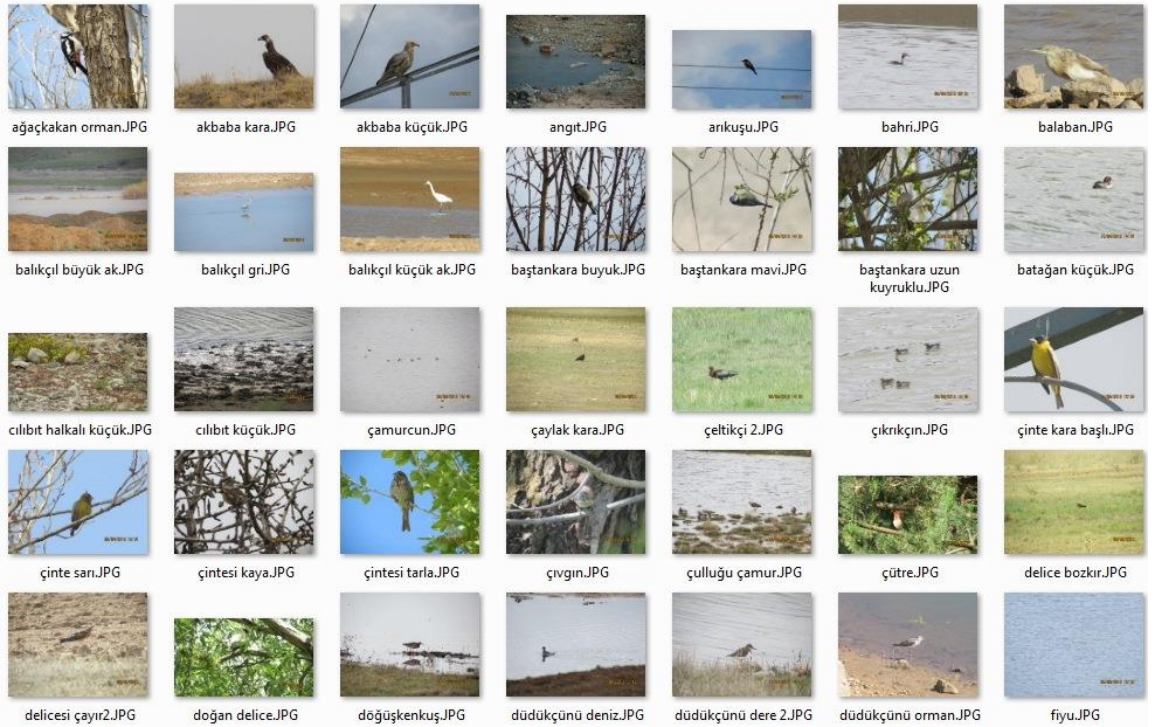 ağaçkakan orman.JPG
akbaba kara.JPG
akbaba küçük.JPG
angıt.JPG
arıkuşu.JPG
bahri.JPG
balaban.JPG
balıkçıl büyük ak.JPG
balıkçıl gri.JPG
balıkçıl küçük ak.JPG
baştankara buyuk.JPG
baştankara mavi.JPG
baştankara uzun
kuyruklu.JPG
batağan küçük.JPG
cılıbıt halkalı küçük.JPG
cılıbıt küçük.JPG
çamurcun.JPG
çaylak kara.JPG
çeltikçi 2.JPG
çıkrıkçın.JPG
çinte kara başlı.JPG
çinte sarı.JPG
çintesi kaya.JPG
çintesi tarla.JPG
çıvgın.JPG
çulluğu çamur.JPG
çütre.JPG
delice bozkır.JPG
delicesi çayır2.JPG
doğan delice.JPG
döğüşkenkuş.JPG
düdükçünü deniz.JPG
düdükçünü dere 2.JPG
düdükçünü orman.JPG
fiyu.JPG